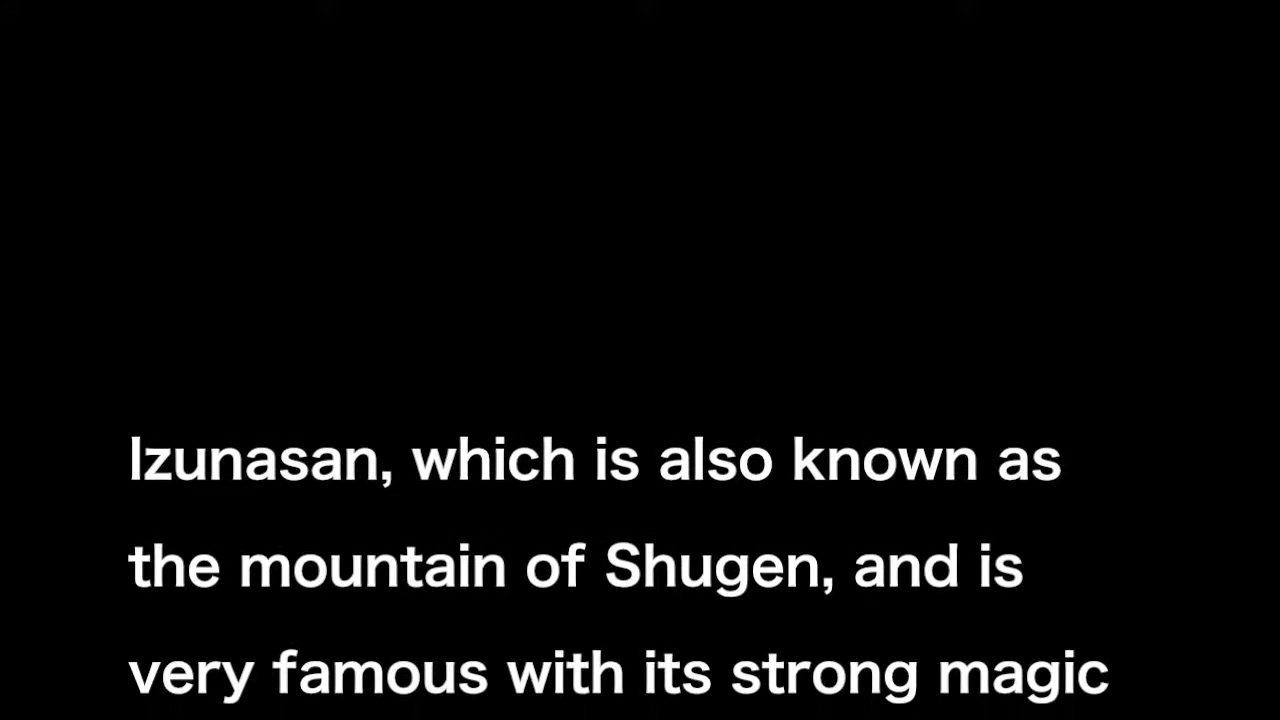 Izunasan, which is also known as
the mountain of Shugen, and is
very famous with its strong magic